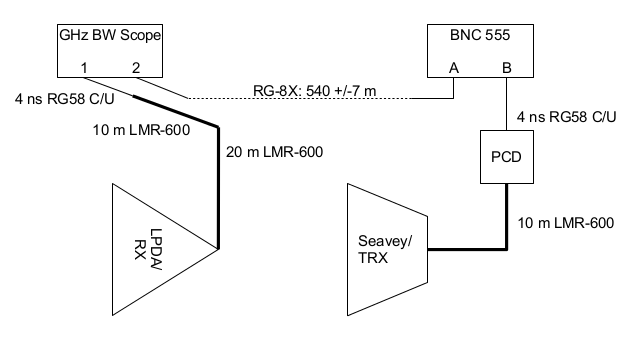 GHz BW Scope
1 2
BNC 555
A B
4 ns RG58 C/U
RG-8X: 540 +/-7 m
10 m LMR-600
4 ns RG58 C/U
20 m LMR-600
PCD
10 m LMR-600
LPDA/
RX
Seavey/
TRX